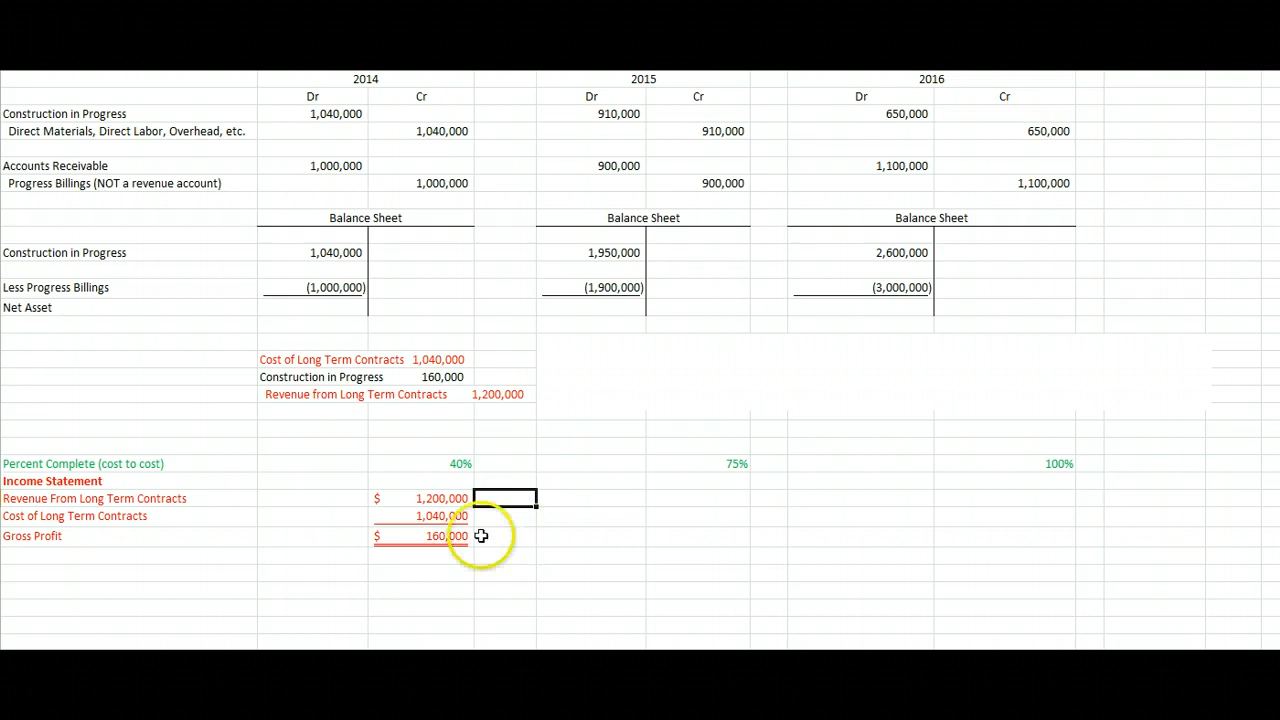 2014 2015 2016
Dr Cr Dr Cr Dr Cr
Construction in Progress 1,040,000 910,000 650,000
Direct Materials, Direct Labor, Overhead, etc. 1,040,000 910,000 650,000
Accounts Receivable 1,000,000 900,000 1,100,000
Progress Billings (NOT a revenue account) 1,000,000 900,000 1,100,000
Balance Sheet Balance Sheet Balance Sheet
Construction in Progress 1,040,000 1,950,000 2,600,000
Less Progress Billings (1,000,000) (1,900,000) (3,000,000)
Net Asset
Cost of Long Term Contracts 1,040,000
Construction in Progress 160,000
Revenue from Long Term Contracts 1,200,000
Percent Complete (cost to cost) 40% 75% 100%
Income Statement
Revenue From Long Term Contracts $ 1,200,000
Cost of Long Term Contracts 1,040,000
Gross Profit $ 160,000